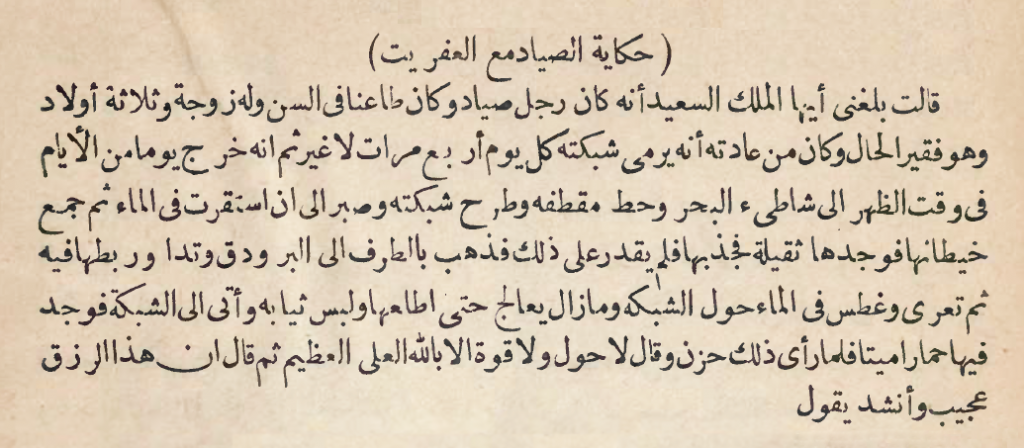 (حكاية الصياد مع العفريت)
قالت بلغنى أيها الملك السعيد أنه كان رجل صياد وكان طاعنا فى السن وله زوجة وثلاثة أولاد
وهو فقير الحال وكان من عادته أنه يرمى شبكته كل يوم أربع مرات لا غير ثم انه خرج يوما من الأيام
فى وقت الظهر الى شاطىء البحر وحط مقطفه وطرح شبكته وصبر الى ان استقرت فى الماء ثم جمع
خيطانها فوجدها ثقيلة فجذبها فلم يقدر على ذلك فذهب باالطرف الى البر ودق وتدا وربطها فيه
ثم تعرى وغطس فى الماء حول الشبكه ومازال يعالج حتى اطلعها ولبس ثيابه وأتى الى الشبكة فوجد
فيها حمارا ميتا فلما رأى ذلك حزن وقال لا حول ولا قوة الا بالله العلى العظيم ثم قال ان هذا الرزق
عجيب وأنشد يقول